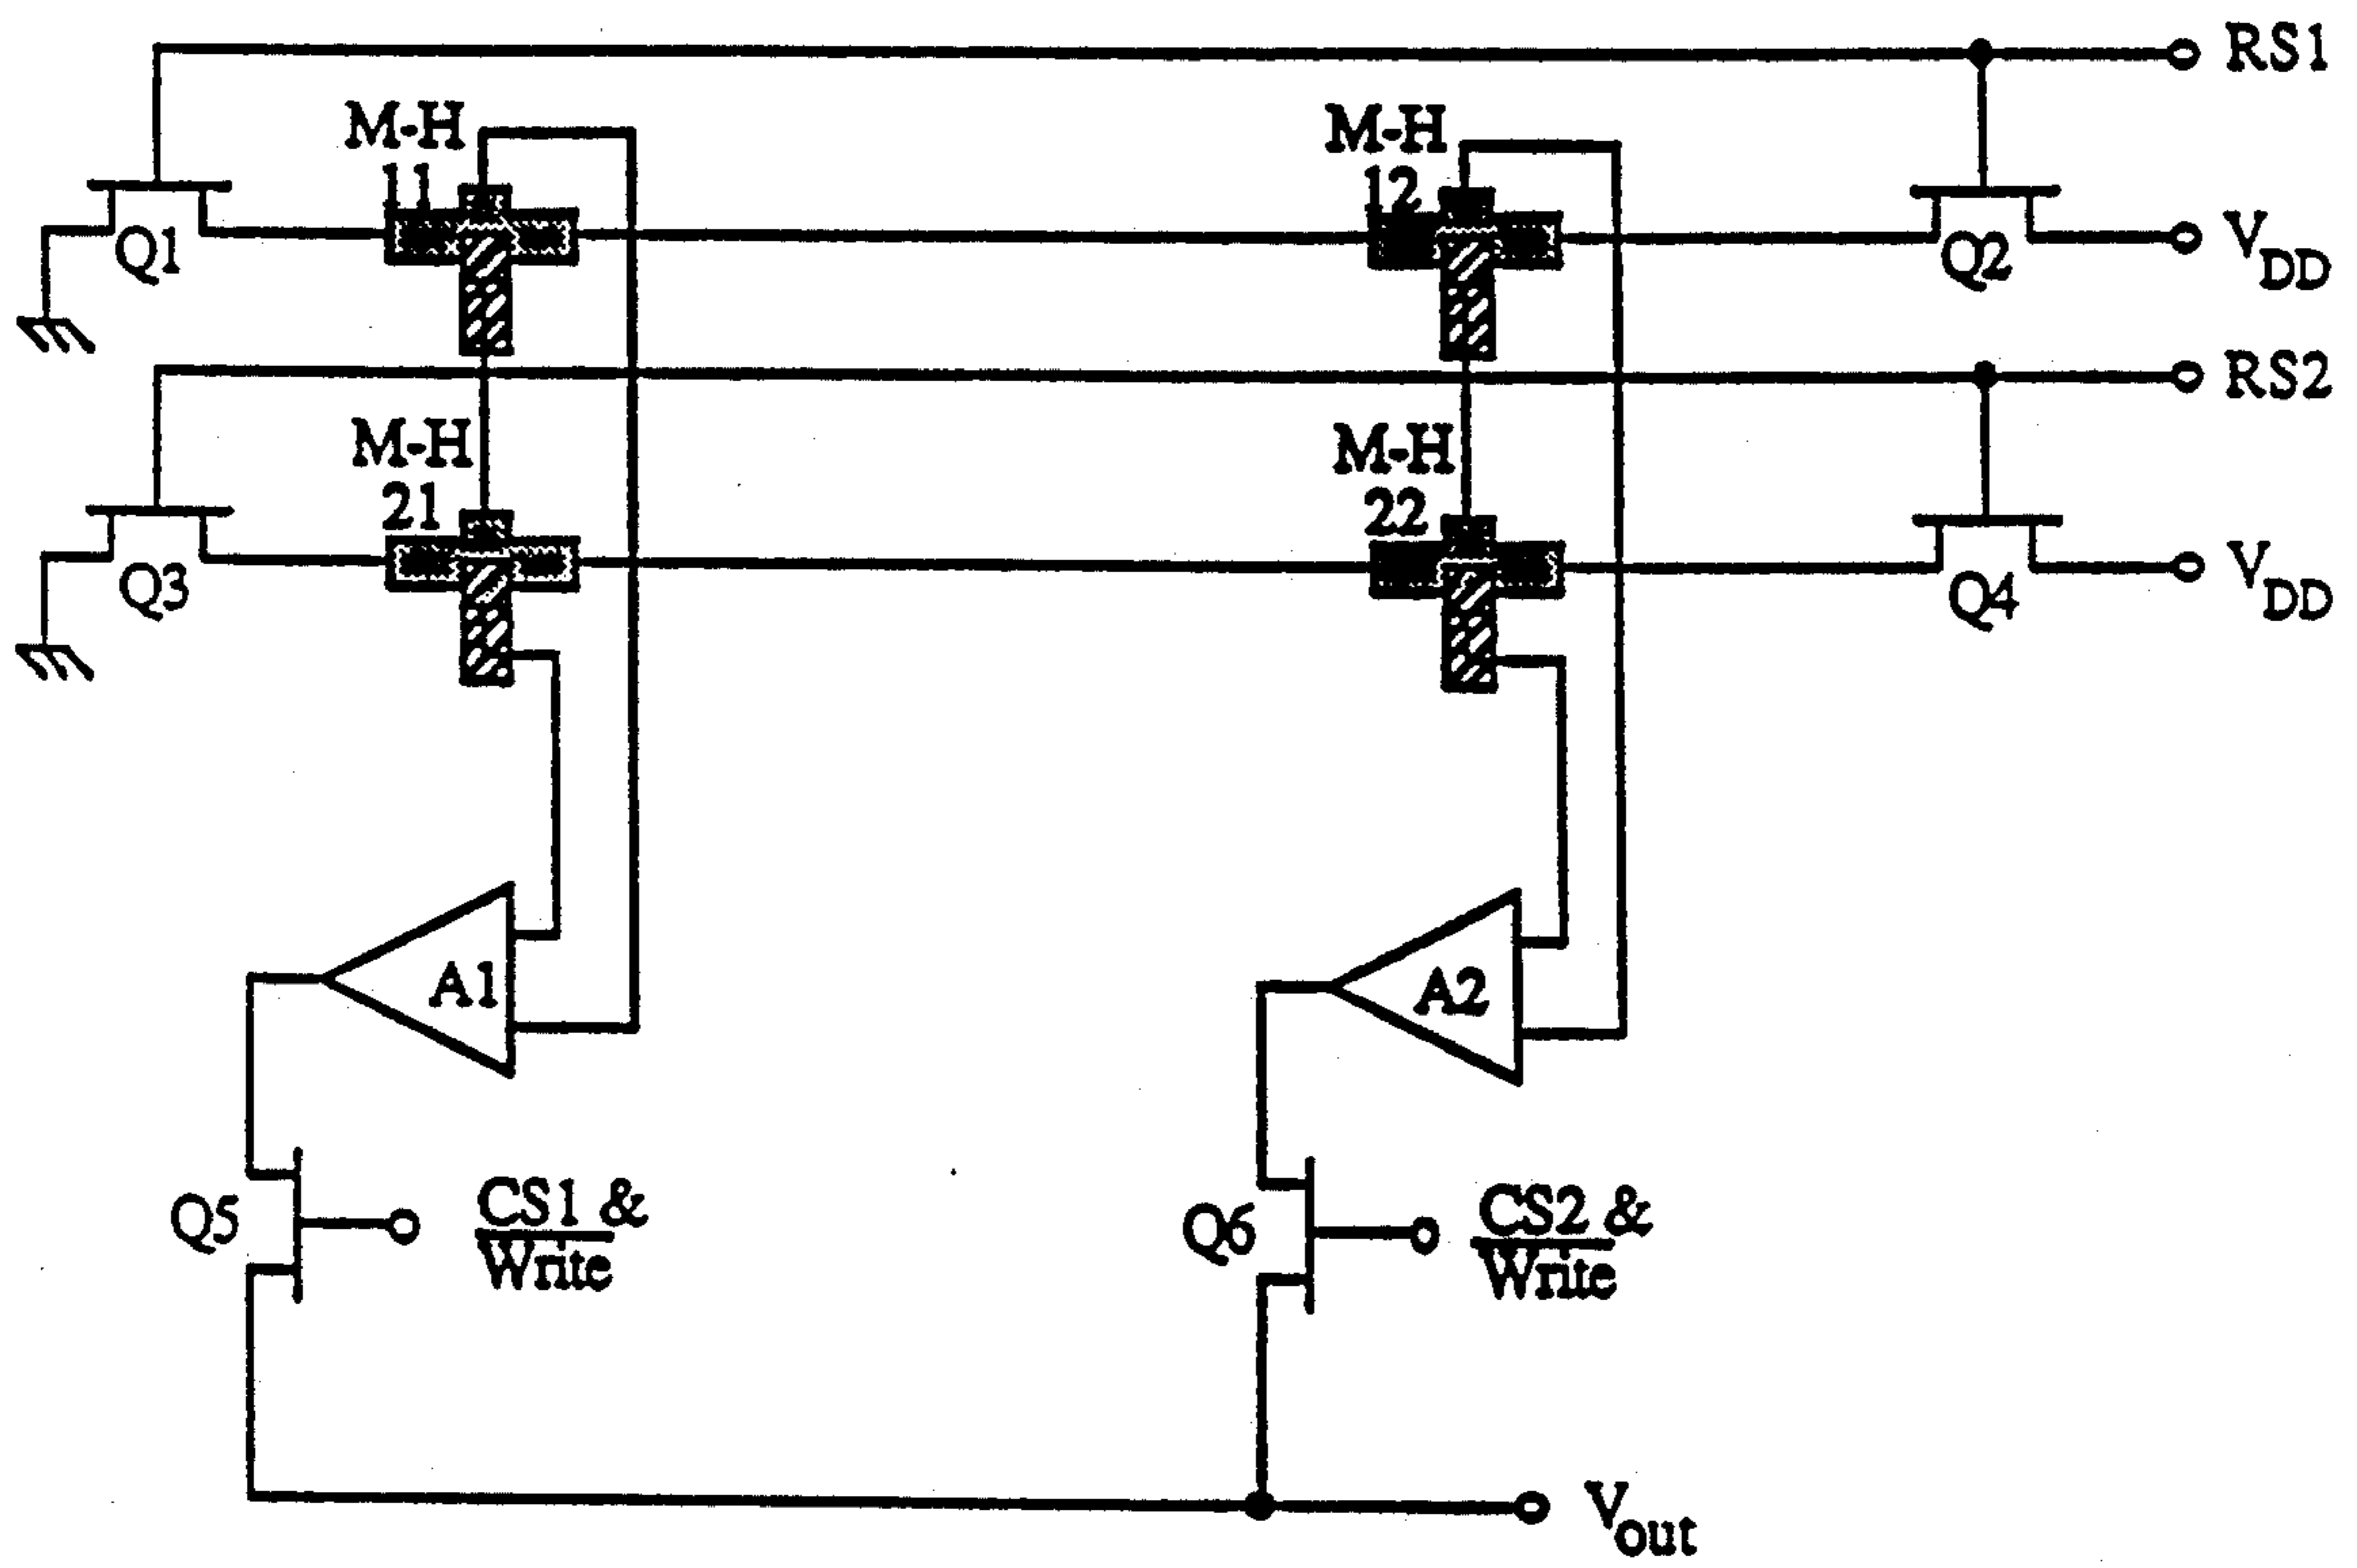 RS1
M-H
11
M-H
12
Q1
Q2
VDD
RS2
M-H
21
M-H
22
Q3
Q4
VDD
A1
A2
Q5
CS1 &
Write
Q6
CS2 &
Write
Vout